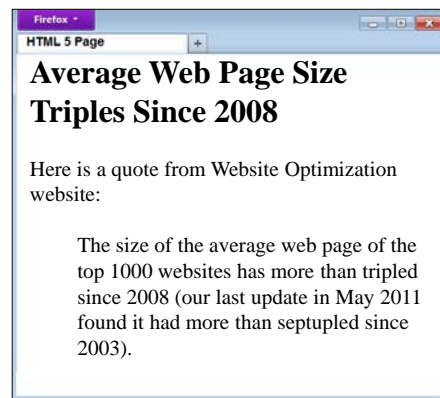 Firefox
HTML 5 Page
+
Average Web Page Size
Triples Since 2008
Here is a quote from Website Optimization
website:
The size of the average web page of the
top 1000 websites has more than tripled
since 2008 (our last update in May 2011
found it had more than septupled since
2003).